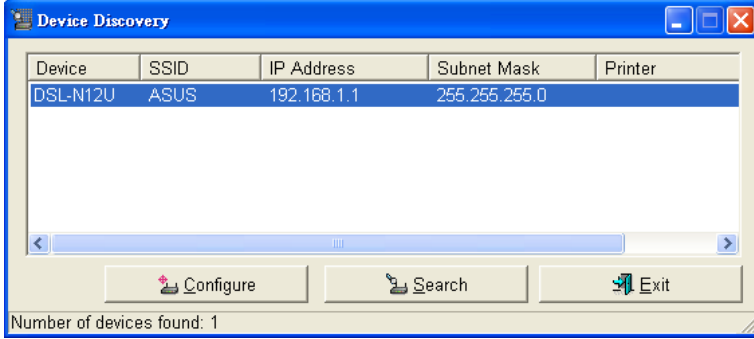 Device Discovery
Device SSID IP Address Subnet Mask Printer
DSL-N12U ASUS 192.168.1.1 255.255.255.0
Configure Search Exit
Number of devices found: 1